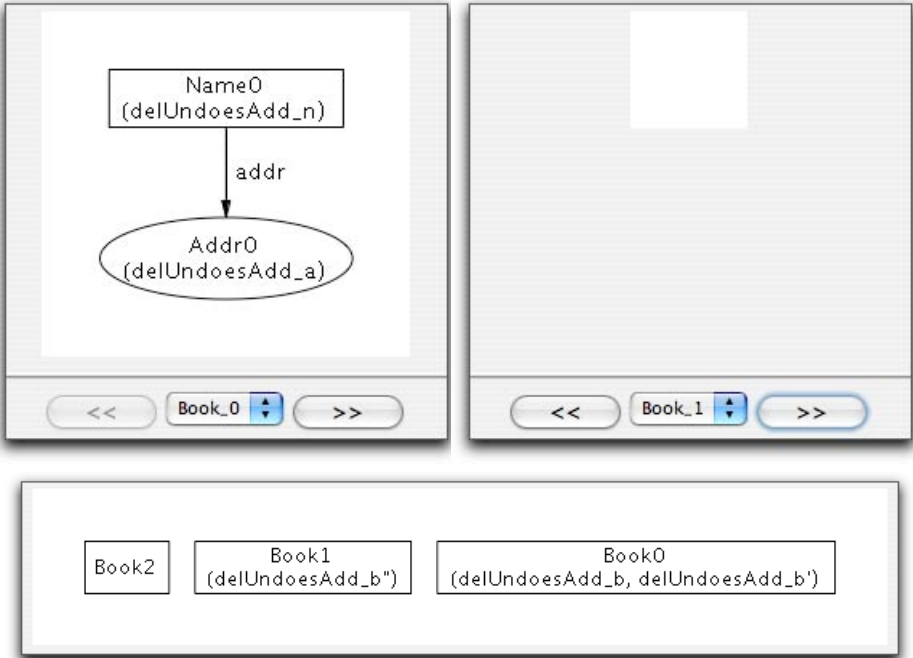 Name0
(delUndoesAdd_n)
addr
Addr0
(delUndoesAdd_a)
<< Book_0 >>
<< Book_1 >>
Book2
Book1
(delUndoesAdd_b")
Book0
(delUndoesAdd_b, delUndoesAdd_b')